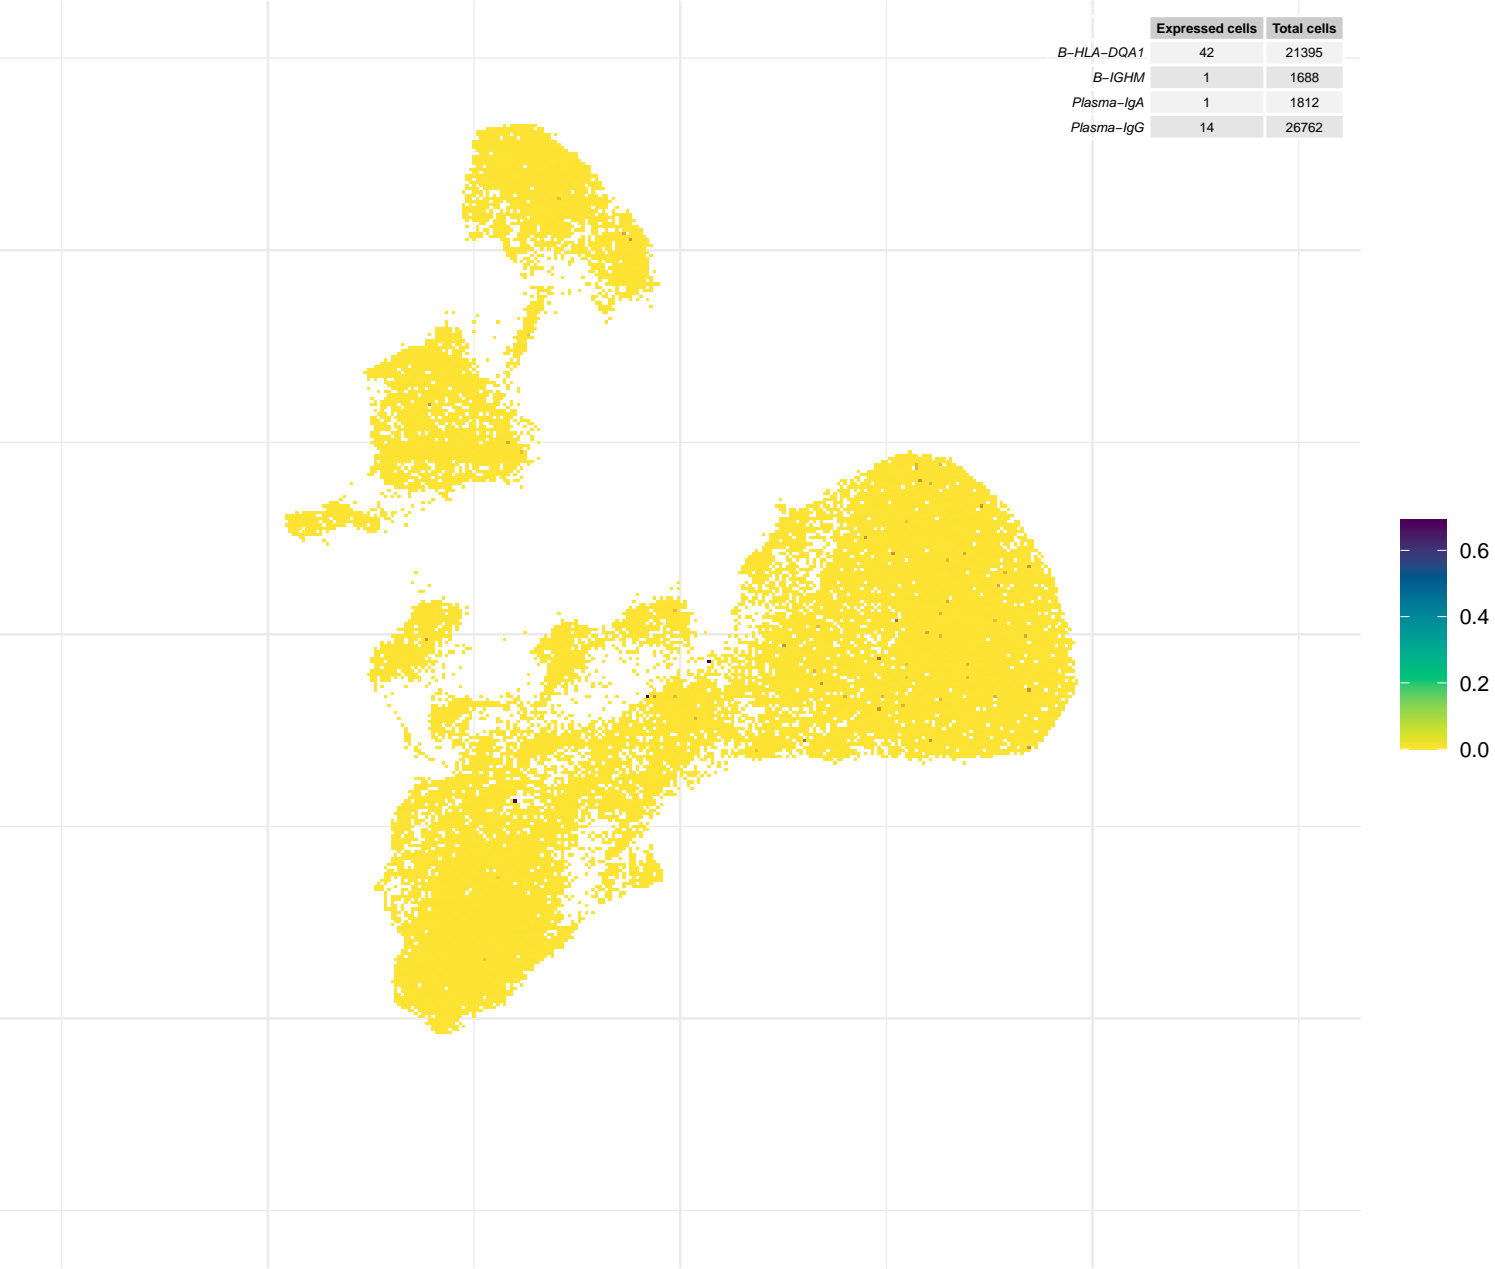 Expressed cells Total cells
B−HLA−DQA1 42 21395
B−IGHM 1 1688
Plasma−IgA 1 1812
Plasma−IgG 14 26762
0.6
0.4
0.2
0.0